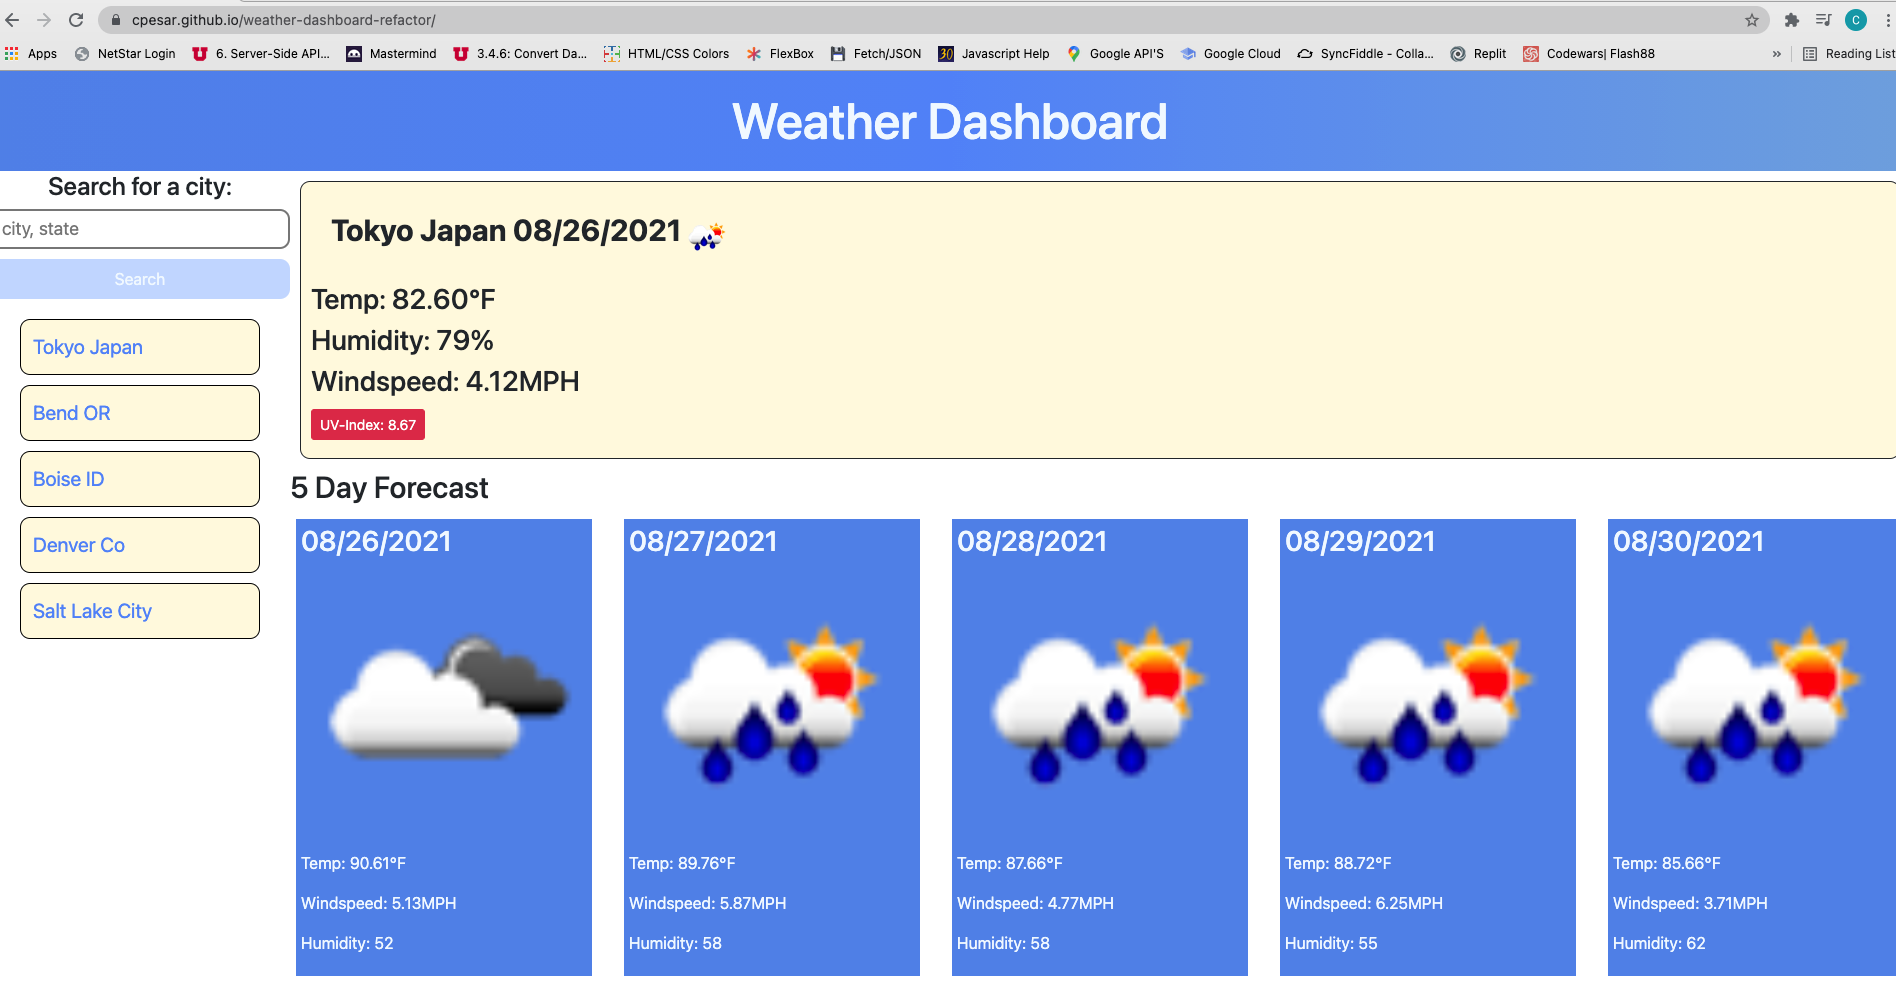 cpesar.github.io/weather-dashboard-refactor/
C
Apps NetStar Login 6. Server-Side API... Mastermind 3.4.6: Convert Da... HTML/CSS Colors FlexBox Fetch/JSON 30 Javascript Help Google API'S Google Cloud SyncFiddle - Colla... Replit Codewars| Flash88 » Reading List
Weather Dashboard
Search for a city:
city, state
Search
Tokyo Japan
Bend OR
Boise ID
Denver Co
Salt Lake City
Tokyo Japan 08/26/2021
Temp: 82.60°F
Humidity: 79%
Windspeed: 4.12MPH
UV-Index: 8.67
5 Day Forecast
08/26/2021
Temp: 90.61°F
Windspeed: 5.13MPH
Humidity: 52
08/27/2021
Temp: 89.76°F
Windspeed: 5.87MPH
Humidity: 58
08/28/2021
Temp: 87.66°F
Windspeed: 4.77MPH
Humidity: 58
08/29/2021
Temp: 88.72°F
Windspeed: 6.25MPH
Humidity: 55
08/30/2021
Temp: 85.66°F
Windspeed: 3.71MPH
Humidity: 62